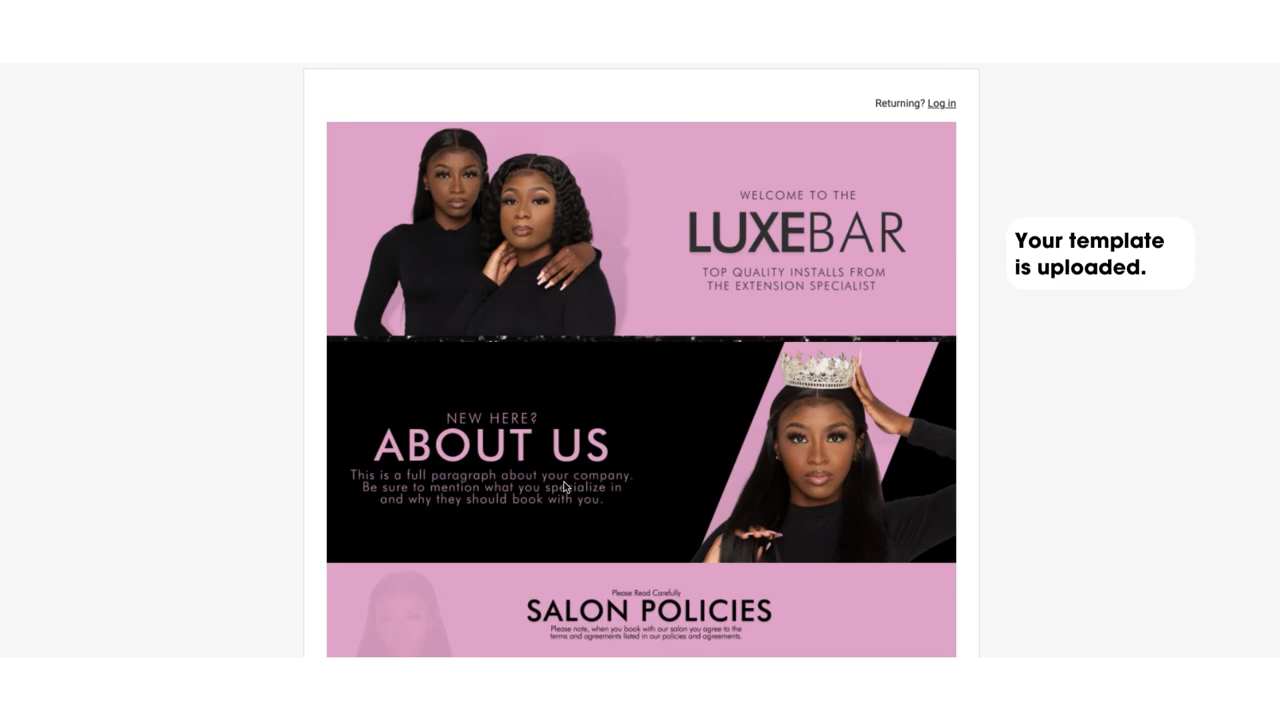 Returning? Log in
WELCOME TO THE
LUXEBAR
TOP QUALITY INSTALLS FROM
THE EXTENSION SPECIALIST
Your template
is uploaded.
NEW HERE?
ABOUT US
This is a full paragraph about your company.
Be sure to mention what you specialize in
and why they should book with you.
Please Read Carefully
SALON POLICIES
Please note, when you book with our salon you agree to the
terms and agreements listed in our policies and agreements.